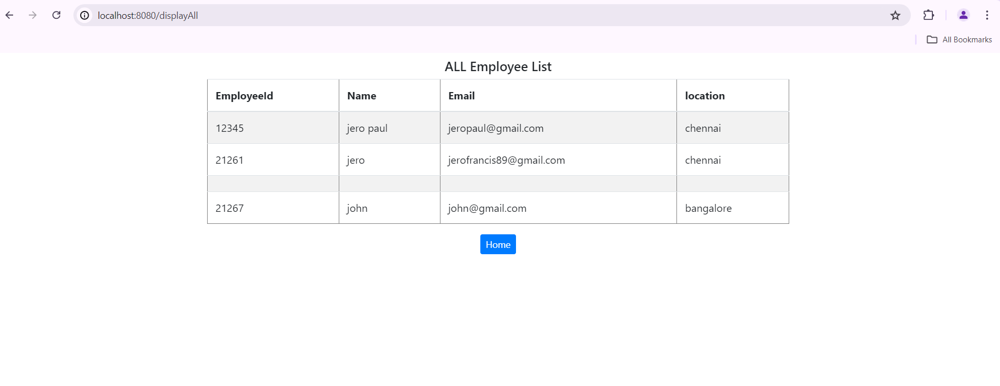 localhost:8080/displayAll
All Bookmarks
ALL Employee List
EmployeeId Name Email location
12345 jero paul jeropaul@gmail.com chennai
21261 jero jerofrancis89@gmail.com chennai
21267 john john@gmail.com bangalore
Home